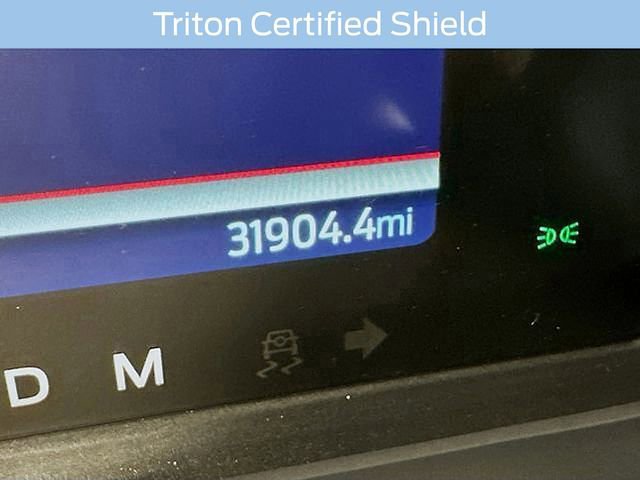 Triton Certified Shield
31904.4mi
D M